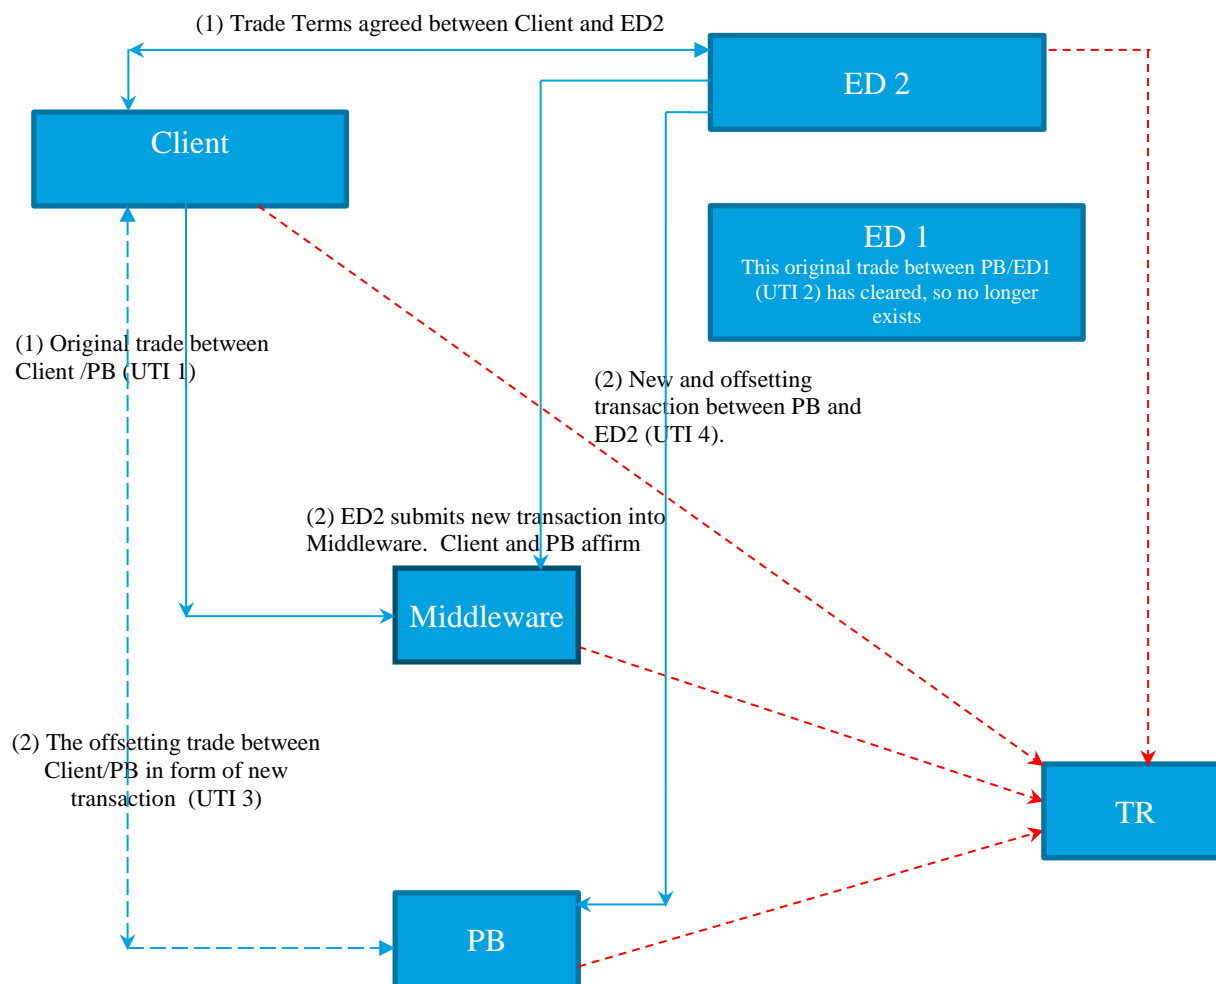 (1) Trade Terms agreed between Client and ED2
ED 2
Client
ED 1
This original trade between PB/ED1
(UTI 2) has cleared, so no longer
exists
(1) Original trade between
Client /PB (UTI 1)
(2) New and offsetting
transaction between PB and
ED2 (UTI 4).
(2) ED2 submits new transaction into
Middleware.  Client and PB affirm
Middleware
(2) The offsetting trade between
Client/PB in form of new
transaction  (UTI 3)
TR
PB